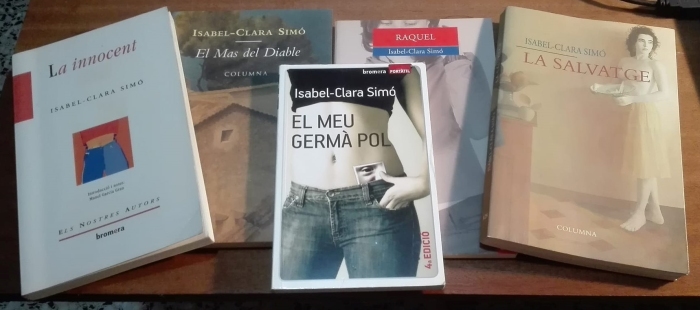 La innocent
ISABEL-CLARA SIMÓ
ELS NOSTRES AUTORS
bromera
ISABEL-CLARA SIMÓ
El Mas del Diable
COLUMNA
bromera
Isabel-Clara Simó
EL MEU
GERMÀ POL
4a EDICIÓ
RAQUEL
Isabel-Clara Simó
ISABEL-CLARA SIMÓ
LA SALVATGE
COLUMNA